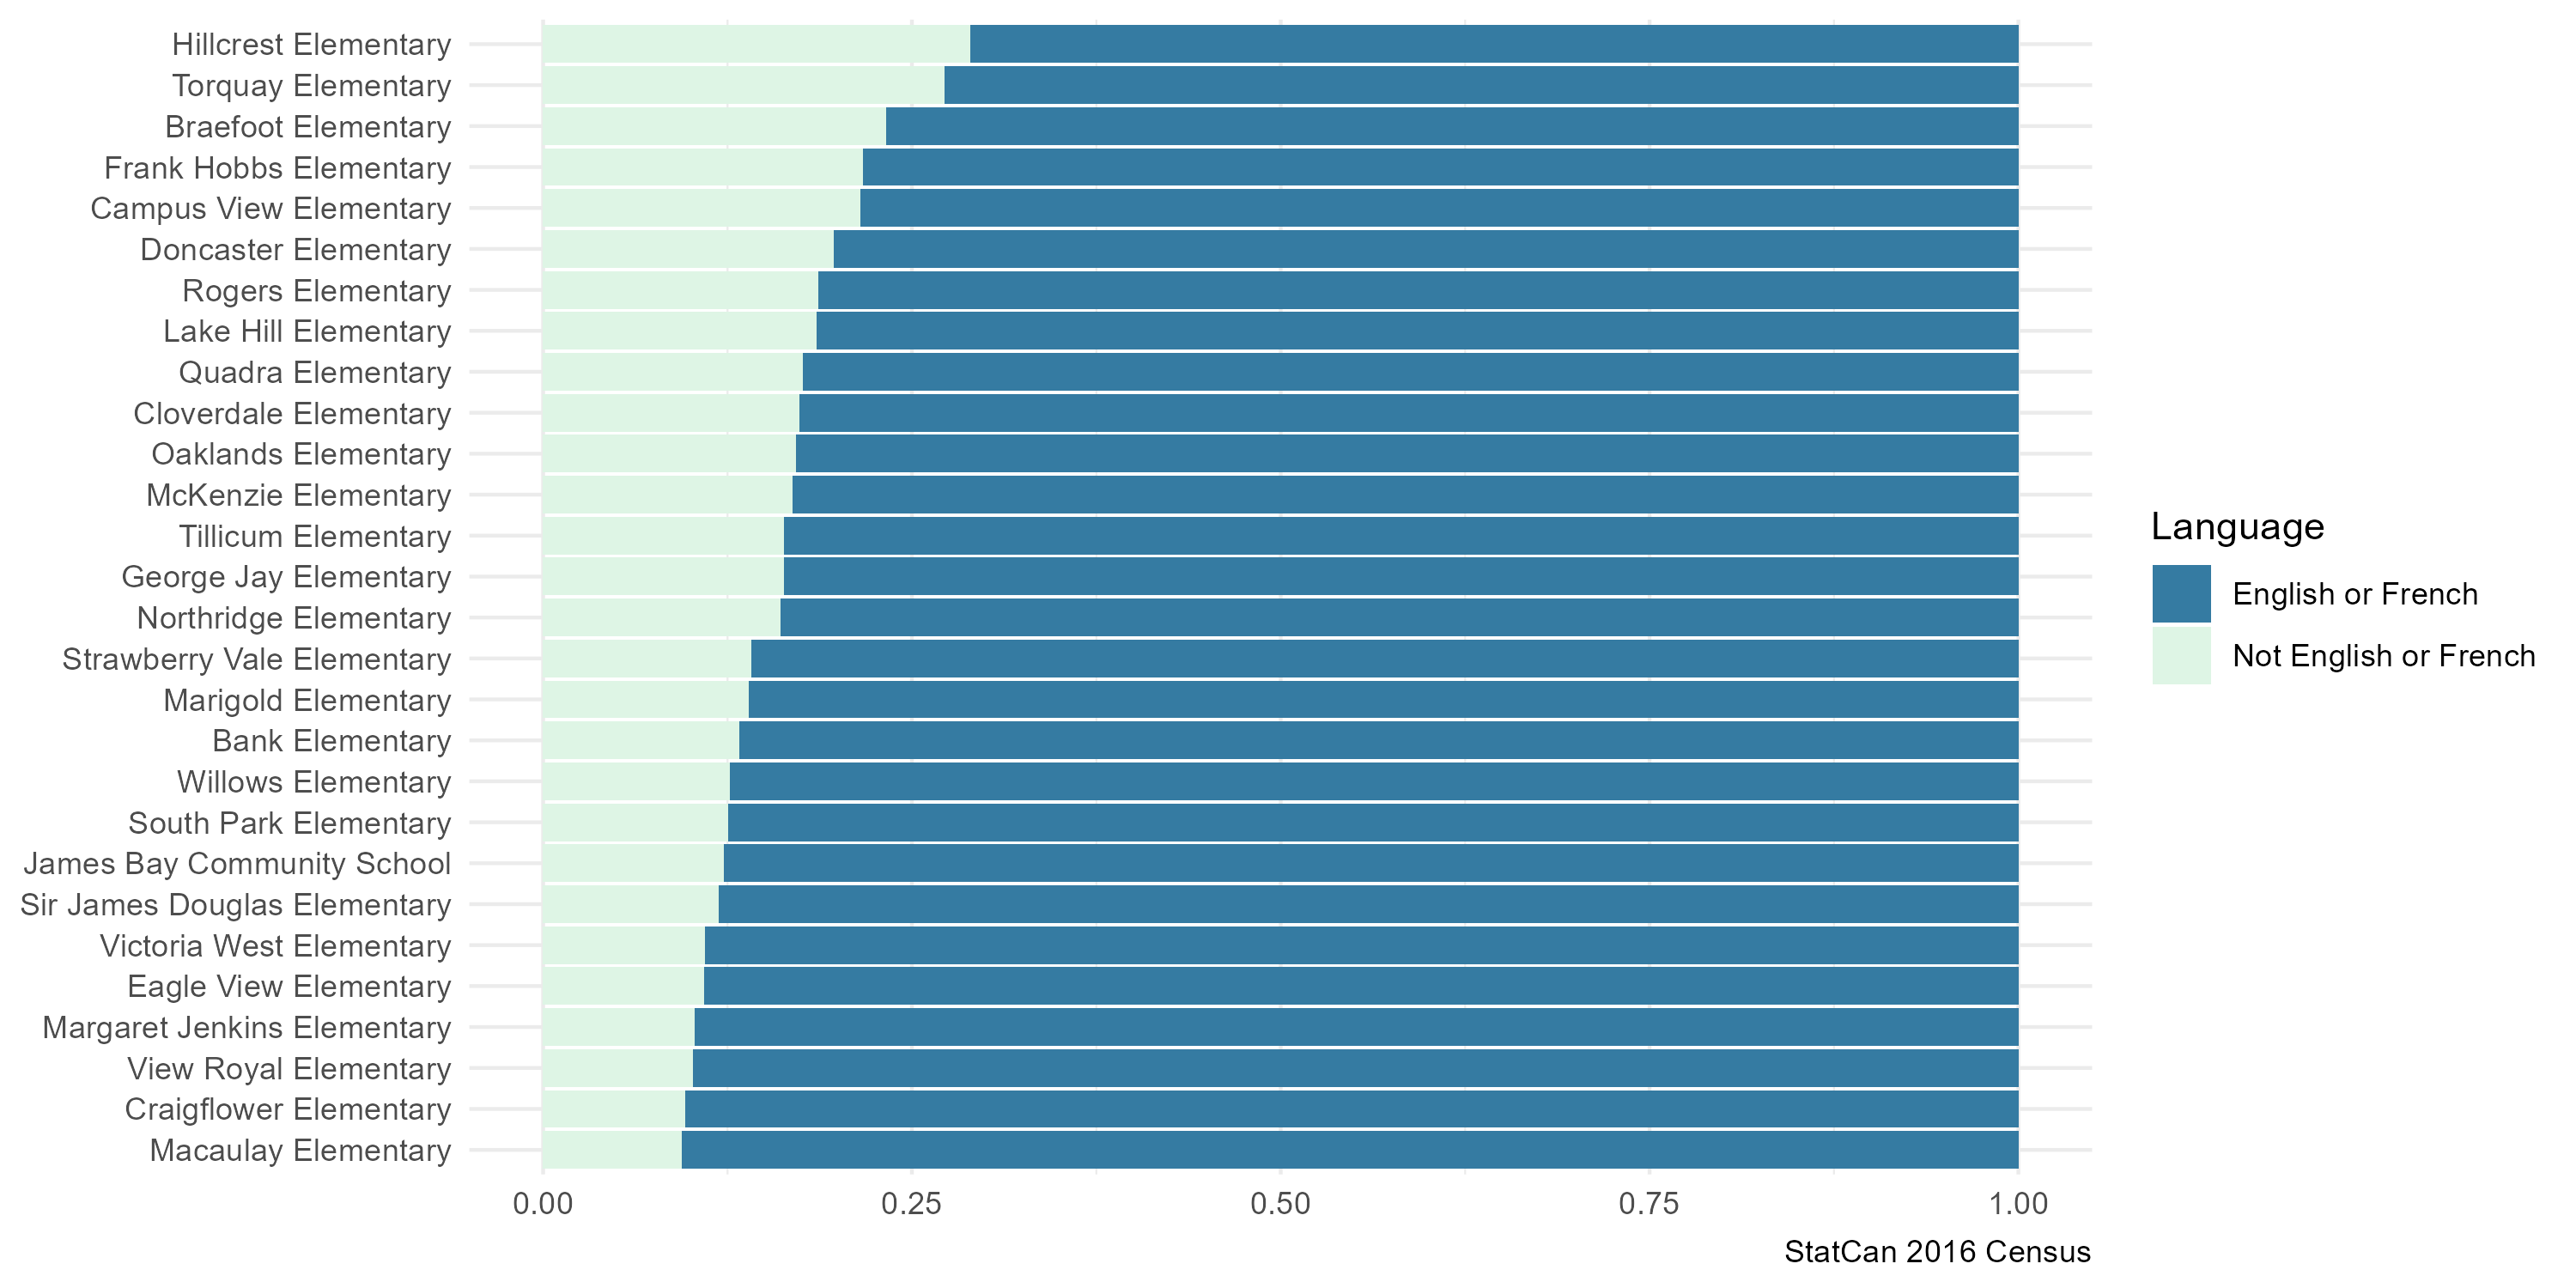 Hillcrest Elementary
Torquay Elementary
Braefoot Elementary
Frank Hobbs Elementary
Campus View Elementary
Doncaster Elementary
Rogers Elementary
Lake Hill Elementary
Quadra Elementary
Cloverdale Elementary
Oaklands Elementary
McKenzie Elementary
Tillicum Elementary
George Jay Elementary
Northridge Elementary
Strawberry Vale Elementary
Marigold Elementary
Bank Elementary
Willows Elementary
South Park Elementary
James Bay Community School
Sir James Douglas Elementary
Victoria West Elementary
Eagle View Elementary
Margaret Jenkins Elementary
View Royal Elementary
Craigflower Elementary
Macaulay Elementary
0.00 0.25 0.50 0.75 1.00
StatCan 2016 Census
Language
English or French
Not English or French